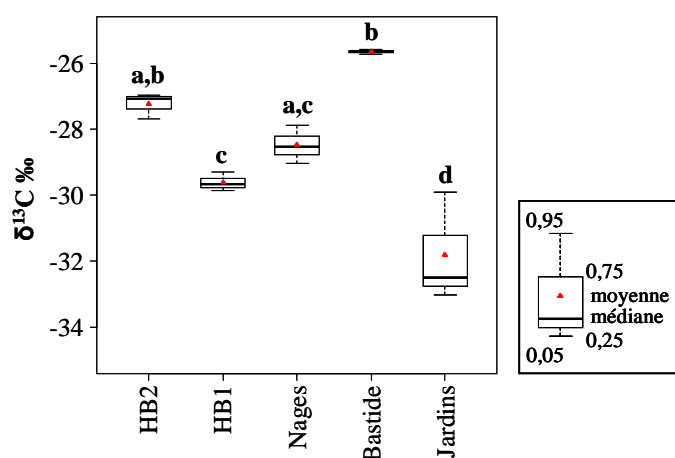 δ¹³C ‰
-26
-28
-30
-32
-34
a,b
c
a,c
b
d
HB2
HB1
Nages
Bastide
Jardins
0,95
0,75
moyenne
médiane
0,25
0,05